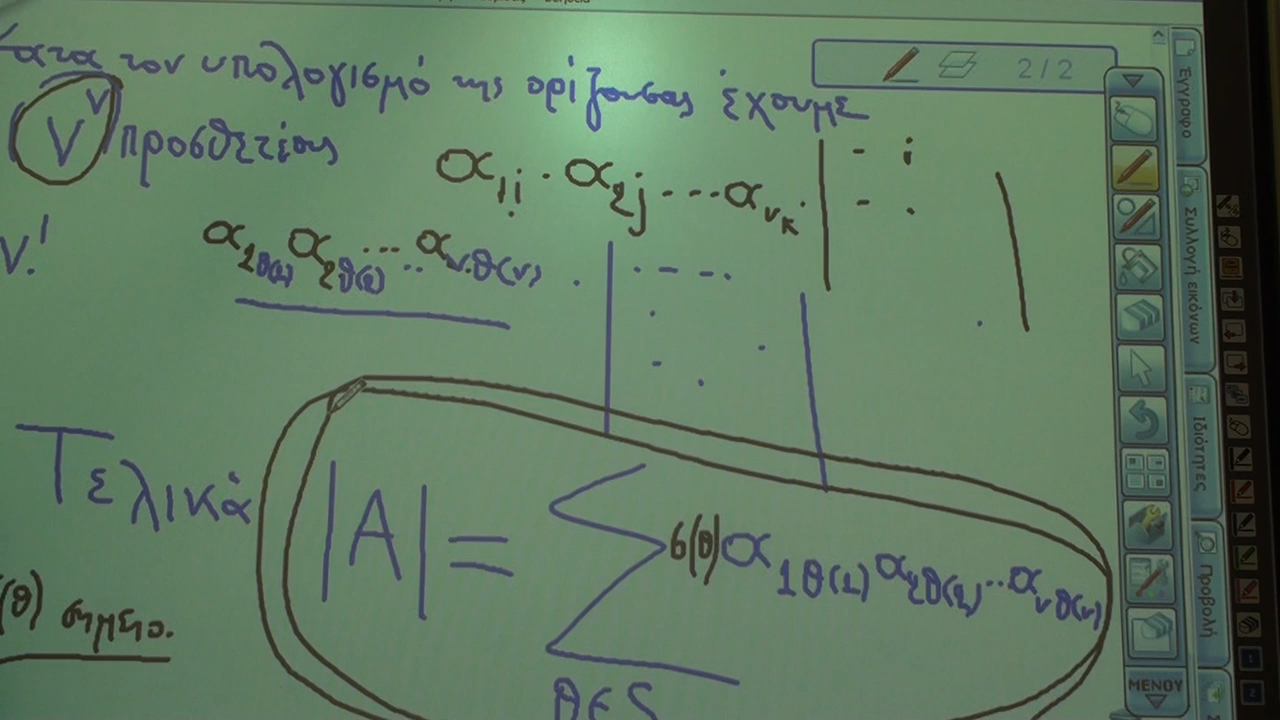 Κατα τον υπολογισμό της ορίζουσας έχουμε
ν^ν προσθετέους
α_{1i} · α_{2j} --- α_{νκ} ·
ν!
α_{1θ(1)} α_{2θ(2)} ... α_{νθ(ν)} ·
Τελικά
|A| = Σ σ(θ) α_{1θ(1)} α_{2θ(2)} ... α_{νθ(ν)}
(θ) σημειο.
θ ∈ S
2/2
Έγγραφο
Συλλογή εικόνων
Ιδιότητες
Προβολή
ΜΕΝΟΥ